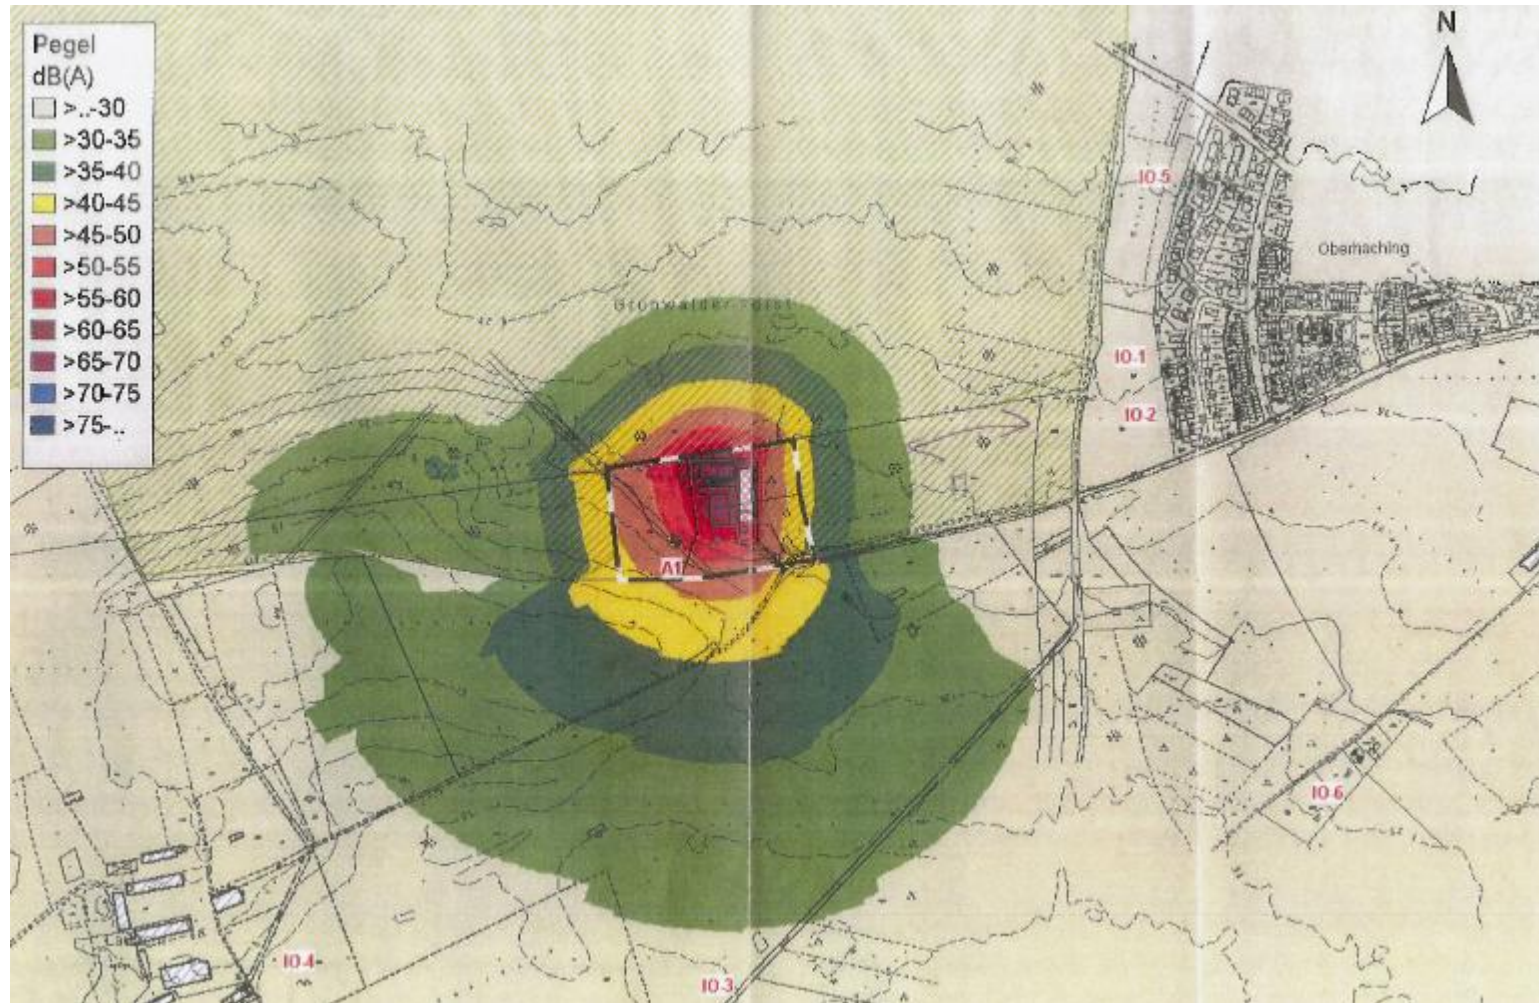 Pegel
dB(A)
>..-30
>30-35
>35-40
>40-45
>45-50
>50-55
>55-60
>60-65
>65-70
>70-75
>75-..
N
IO 5
Grünwalder
IO 1
IO 2
A1
IO 6
IO 4
IO 3